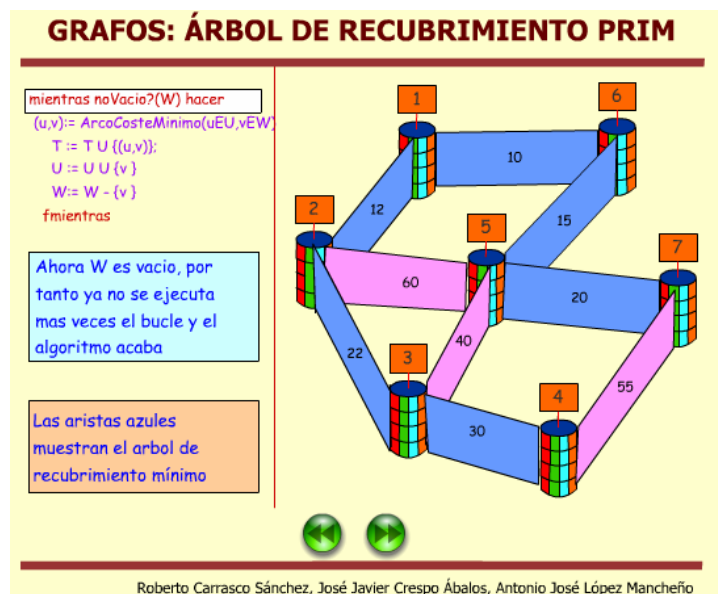 GRAFOS: ÁRBOL DE RECUBRIMIENTO PRIM
mientras noVacio?(W) hacer
(u,v):= ArcoCosteMinimo(uEU,vEW)
T := T U {(u,v)};
U := U U {v }
W:= W - {v }
fmientras
Ahora W es vacio, por
tanto ya no se ejecuta
mas veces el bucle y el
algoritmo acaba
Las aristas azules
muestran el arbol de
recubrimiento mínimo
1
6
10
2
12
5
15
7
60
20
22
3
40
4
55
30
Roberto Carrasco Sánchez, José Javier Crespo Ábalos, Antonio José López Mancheño